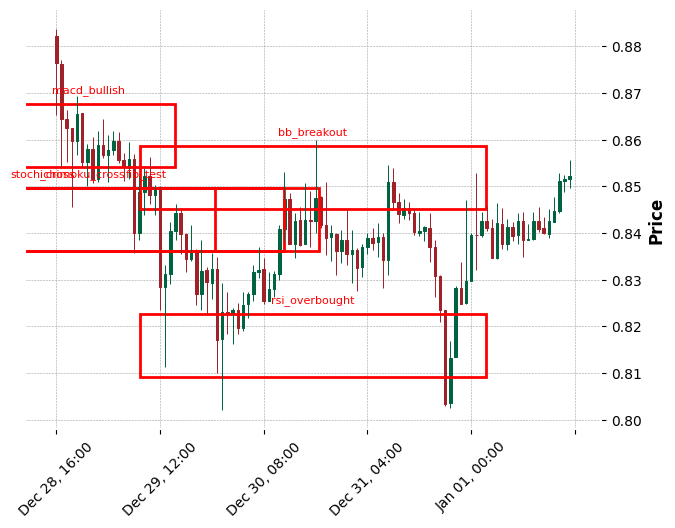 0.88
0.87
macd_bullish
0.86
bb_breakout
0.85
0.84
Price
0.83
rsi_overbought
0.82
0.81
0.80
Dec 28, 16:00
Dec 29, 12:00
Dec 30, 08:00
Dec 31, 04:00
Jan 01, 00:00